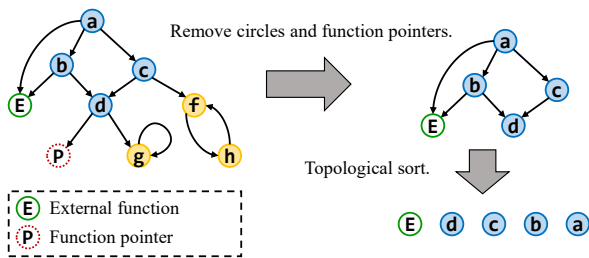 a
Remove circles and function pointers.
a
b
c
b
c
E
d
f
E
d
P
g
h
Topological sort.
E External function
P Function pointer
E d c b a